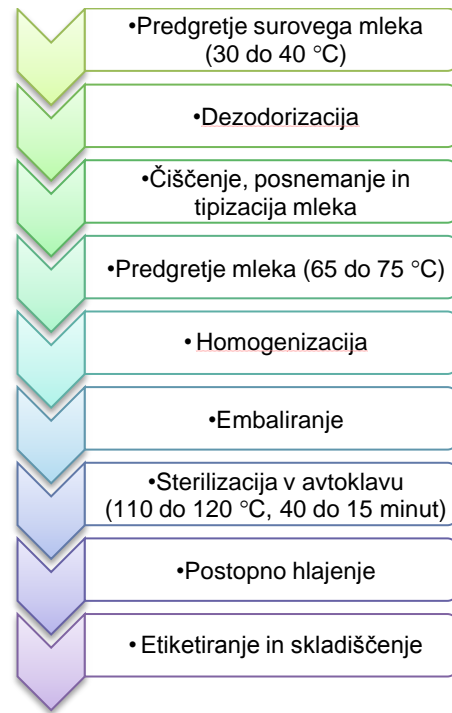 •Predgretje surovega mleka
(30 do 40 °C)
•Dezodorizacija
•Čiščenje, posnemanje in
tipizacija mleka
•Predgretje mleka (65 do 75 °C)
•Homogenizacija
•Embaliranje
•Sterilizacija v avtoklavu
(110 do 120 °C, 40 do 15 minut)
•Postopno hlajenje
•Etiketiranje in skladiščenje